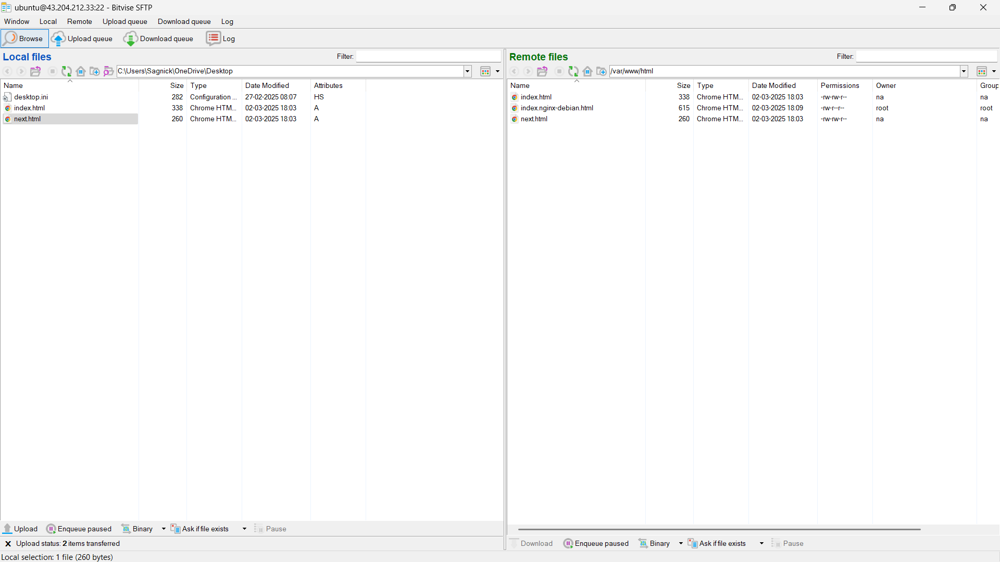 ubuntu@43.204.212.33:22 - Bitvise SFTP
Window Local Remote Upload queue Download queue Log
Browse Upload queue Download queue Log
Local files Filter:
C:\Users\Sagnick\OneDrive\Desktop
Name Size Type Date Modified Attributes
desktop.ini 282 Configuration ... 27-02-2025 08:07 HS
index.html 338 Chrome HTM... 02-03-2025 18:03 A
next.html 260 Chrome HTM... 02-03-2025 18:03 A
Upload Enqueue paused Binary Ask if file exists Pause
Upload status: 2 items transferred
Local selection: 1 file (260 bytes)
Remote files Filter:
/var/www/html
Name Size Type Date Modified Permissions Owner Group
index.html 338 Chrome HTM... 02-03-2025 18:03 -rw-rw-r-- na na
index.nginx-debian.html 615 Chrome HTM... 02-03-2025 18:09 -rw-r--r-- root root
next.html 260 Chrome HTM... 02-03-2025 18:03 -rw-rw-r-- na na
Download Enqueue paused Binary Ask if file exists Pause